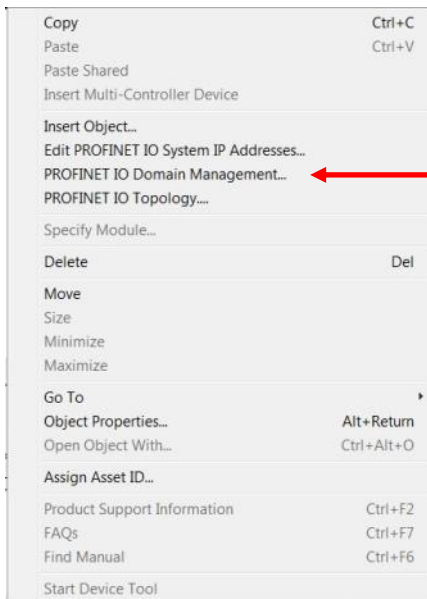 Copy Ctrl+C
Paste Ctrl+V
Paste Shared
Insert Multi-Controller Device
Insert Object...
Edit PROFINET IO System IP Addresses...
PROFINET IO Domain Management...
PROFINET IO Topology....
Specify Module...
Delete Del
Move
Size
Minimize
Maximize
Go To
Object Properties... Alt+Return
Open Object With... Ctrl+Alt+O
Assign Asset ID...
Product Support Information Ctrl+F2
FAQs Ctrl+F7
Find Manual Ctrl+F6
Start Device Tool